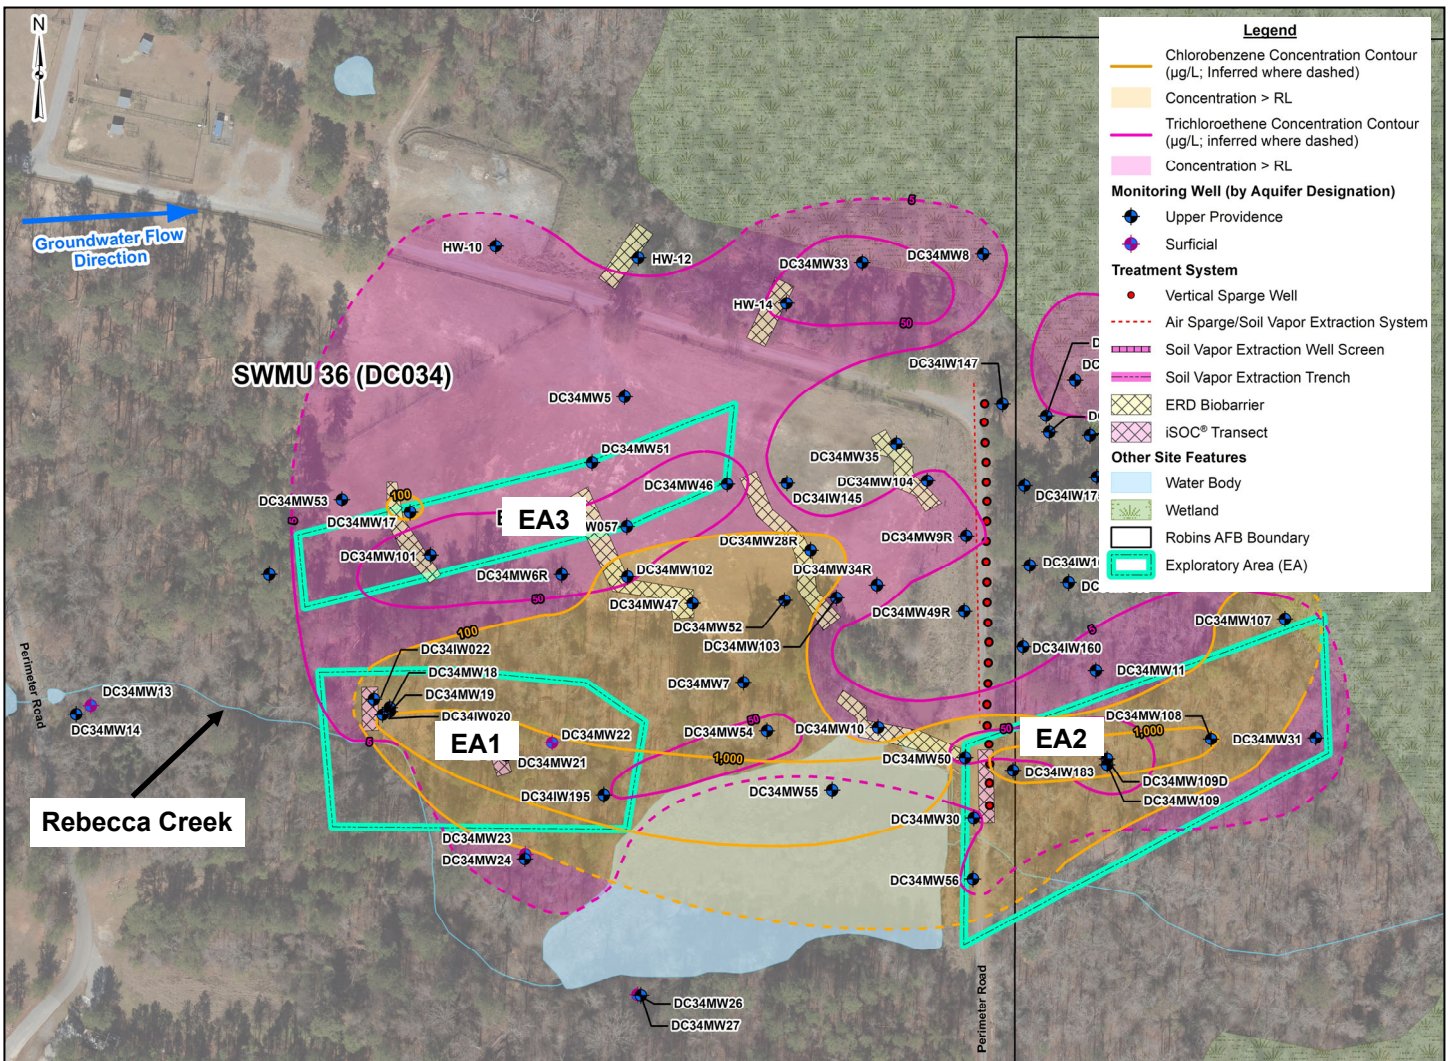 N
Groundwater Flow
Direction
SWMU 36 (DC034)
Legend
Chlorobenzene Concentration Contour
(µg/L; Inferred where dashed)
Concentration > RL
Trichloroethene Concentration Contour
(µg/L; inferred where dashed)
Concentration > RL
Monitoring Well (by Aquifer Designation)
Upper Providence
Surficial
Treatment System
Vertical Sparge Well
Air Sparge/Soil Vapor Extraction System
Soil Vapor Extraction Well Screen
Soil Vapor Extraction Trench
ERD Biobarrier
iSOC® Transect
Other Site Features
Water Body
Wetland
Robins AFB Boundary
Exploratory Area (EA)
5
HW-10
HW-12
DC34MW33
DC34MW8
HW-14
50
DC34IW147
DC34MW5
DC34MW35
DC34MW51
DC34MW46
DC34IW145
DC34MW104
DC34MW53
100
DC34MW17
EA3
W057
DC34MW9R
DC34MW101
DC34MW28R
DC34MW6R
DC34MW102
DC34MW34R
50
DC34MW47
DC34MW52
DC34MW49R
DC34MW103
5
100
DC34MW107
DC34IW022
DC34IW160
DC34MW18
DC34MW11
DC34MW7
DC34MW19
DC34IW020
DC34MW13
DC34MW14
Perimeter Road
5
EA1
DC34MW22
DC34MW21
1,000
50
DC34MW54
DC34MW10
50
EA2
DC34MW108
1,000
DC34MW31
DC34MW50
DC34IW183
DC34MW109D
DC34MW109
DC34IW195
DC34MW55
DC34MW30
Rebecca Creek
DC34MW23
DC34MW24
DC34MW56
DC34MW26
DC34MW27
Perimeter Road
5